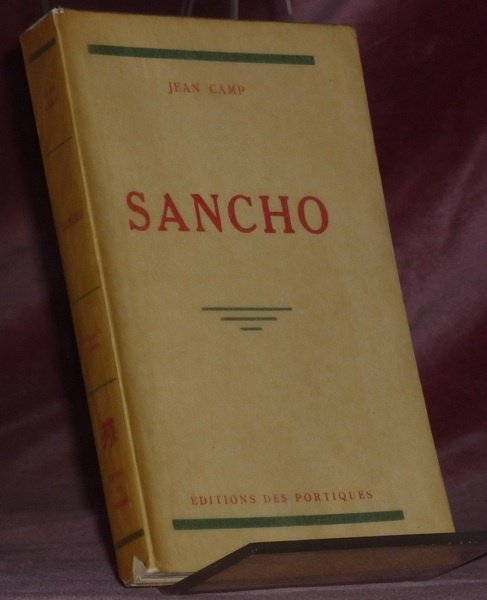 JEAN CAMP
SANCHO
ÉDITIONS DES PORTIQUES